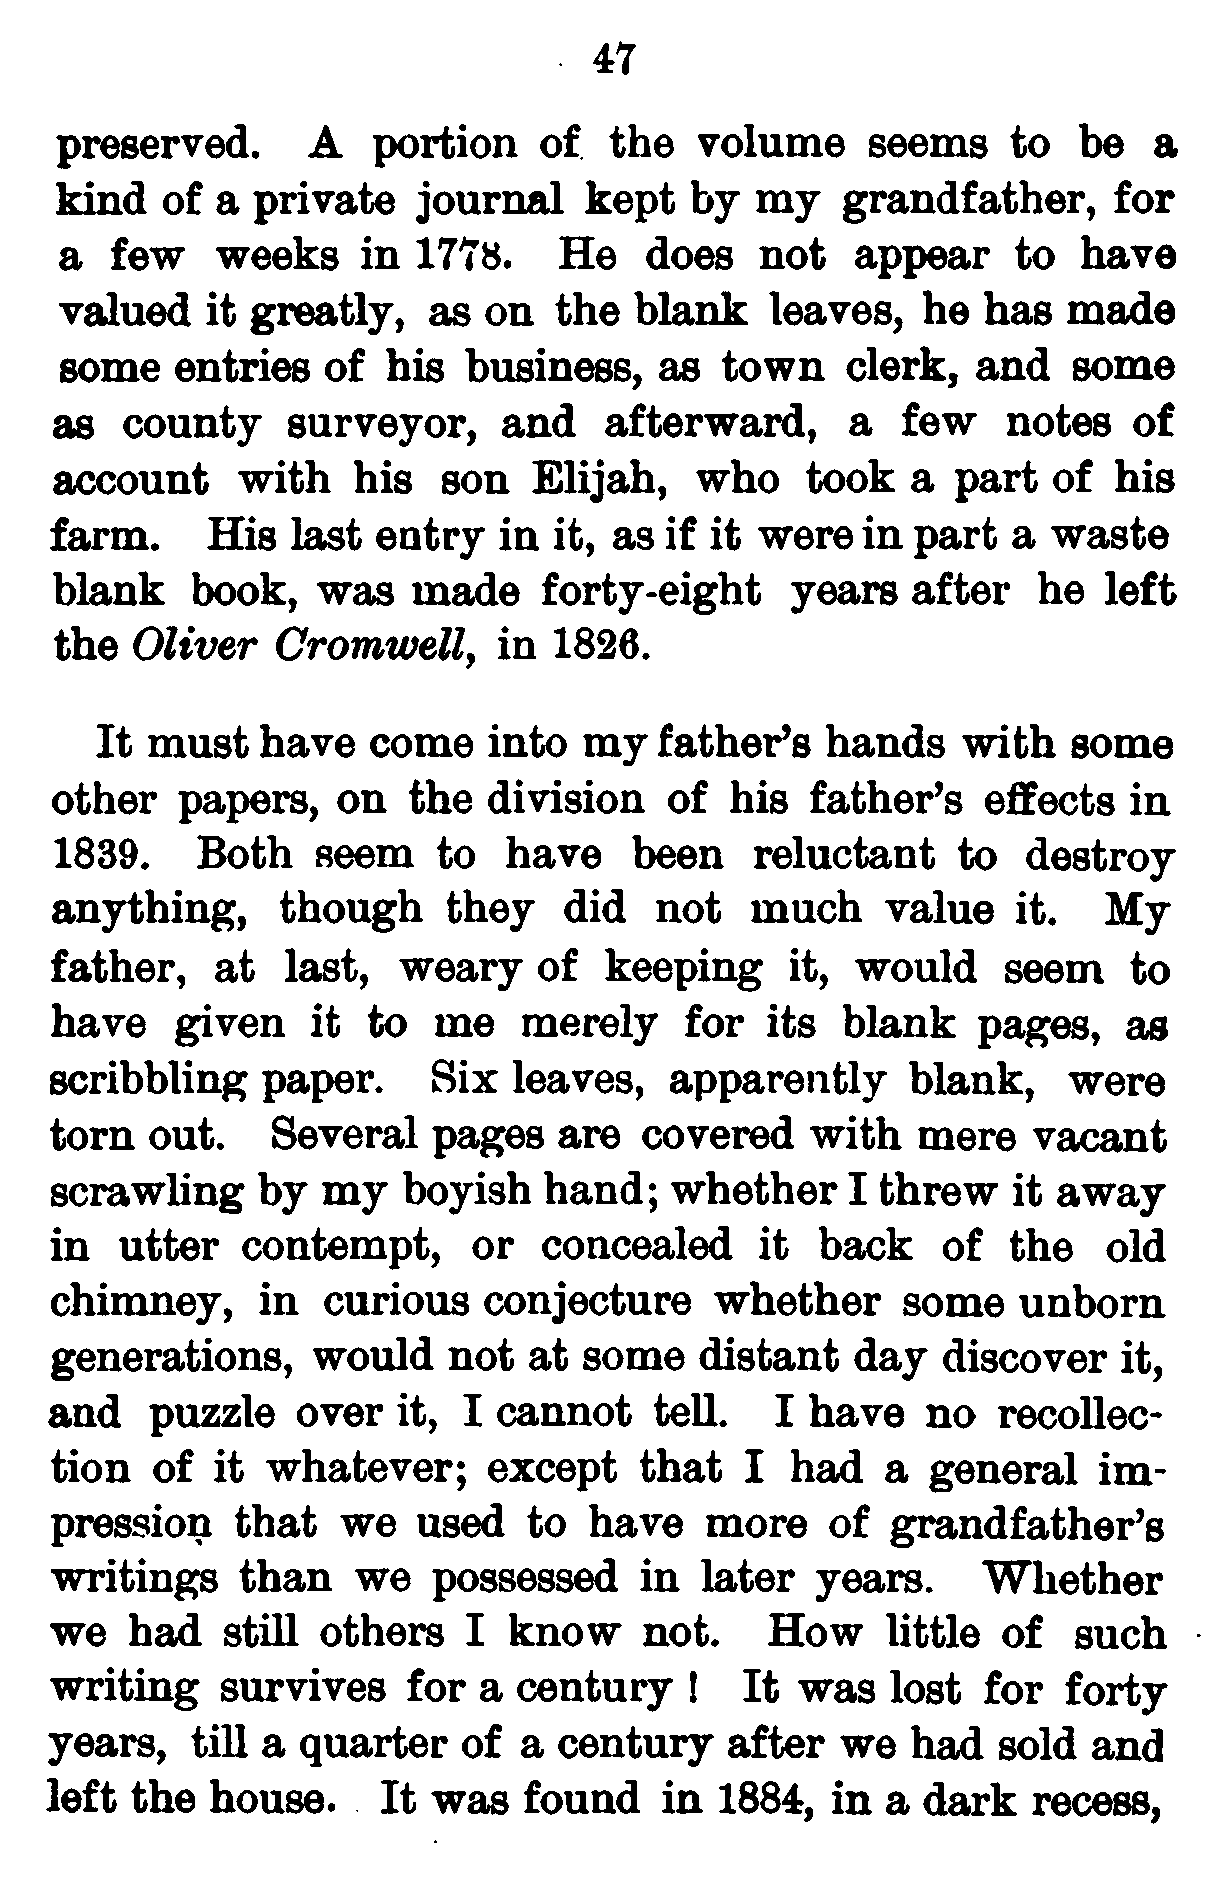 47
preserved. A portion of the volume seems to be a
kind of a private journal kept by my grandfather, for
a few weeks in 1778. He does not appear to have
valued it greatly, as on the blank leaves, he has made
some entries of his business, as town clerk, and some
as county surveyor, and afterward, a few notes of
account with his son Elijah, who took a part of his
farm. His last entry in it, as if it were in part a waste
blank book, was made forty-eight years after he left
the Oliver Cromwell, in 1826.
It must have come into my father's hands with some
other papers, on the division of his father's effects in
1839. Both seem to have been reluctant to destroy
anything, though they did not much value it. My
father, at last, weary of keeping it, would seem to
have given it to me merely for its blank pages, as
scribbling paper. Six leaves, apparently blank, were
torn out. Several pages are covered with mere vacant
scrawling by my boyish hand; whether I threw it away
in utter contempt, or concealed it back of the old
chimney, in curious conjecture whether some unborn
generations, would not at some distant day discover it,
and puzzle over it, I cannot tell. I have no recollec-
tion of it whatever; except that I had a general im-
pression that we used to have more of grandfather's
writings than we possessed in later years. Whether
we had still others I know not. How little of such
writing survives for a century ! It was lost for forty
years, till a quarter of a century after we had sold and
left the house. It was found in 1884, in a dark recess,